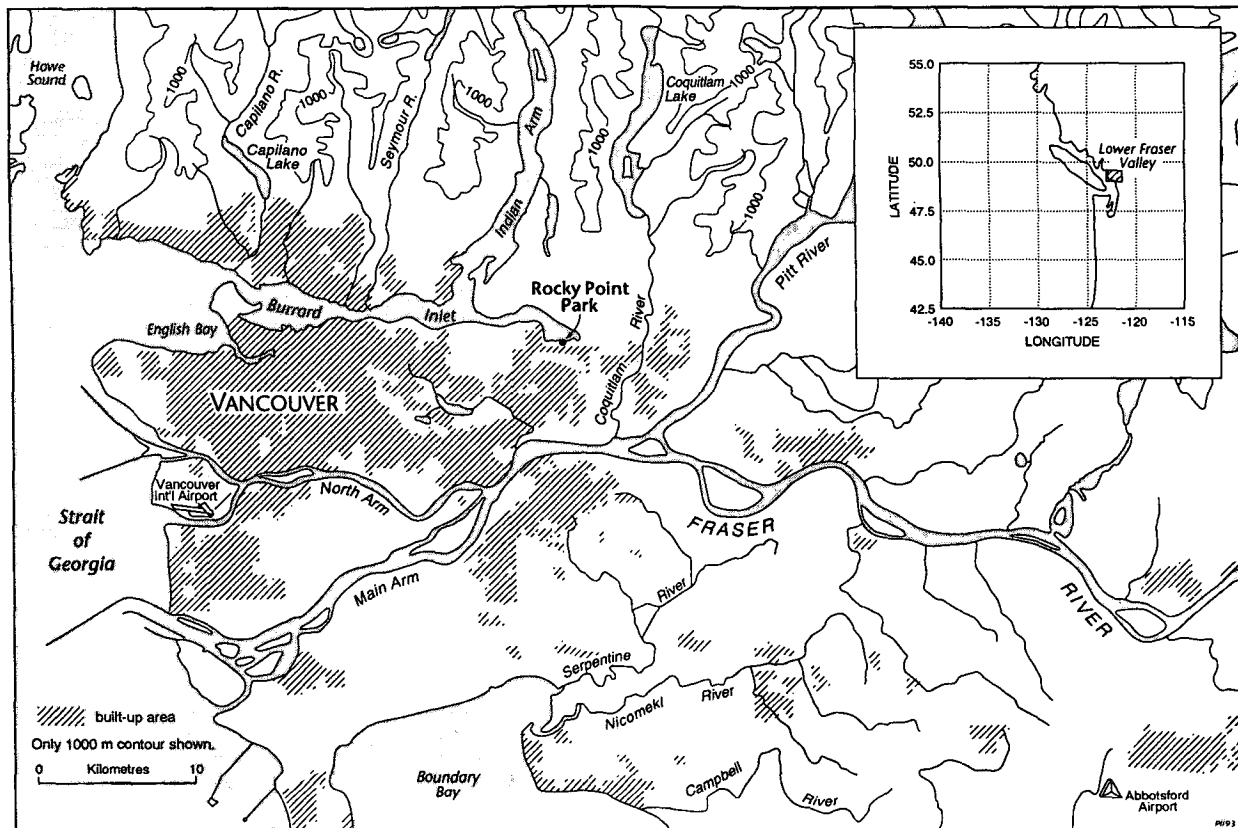 Howe
Sound
1000
Capilano R.
Capilano
Lake
1000
Seymour R.
1000
Arm
Indian
1000
Coquitlam
Lake
1000
1000
Pitt River
55.0
52.5
50.0
47.5
45.0
42.5
LATITUDE
Lower Fraser
Valley
-140
-135
-130
-125
-120
-115
LONGITUDE
Rocky Point
Park
English Bay
Burrard
Inlet
Coquitlam
River
VANCOUVER
Vancouver
Int'l Airport
North Arm
Strait
of
Georgia
Main Arm
FRASER
RIVER
River
Serpentine
Nicomekl
River
Boundary
Bay
Campbell
River
Abbotsford
Airport
built-up area
Only 1000 m contour shown.
0 Kilometres 10
PII93